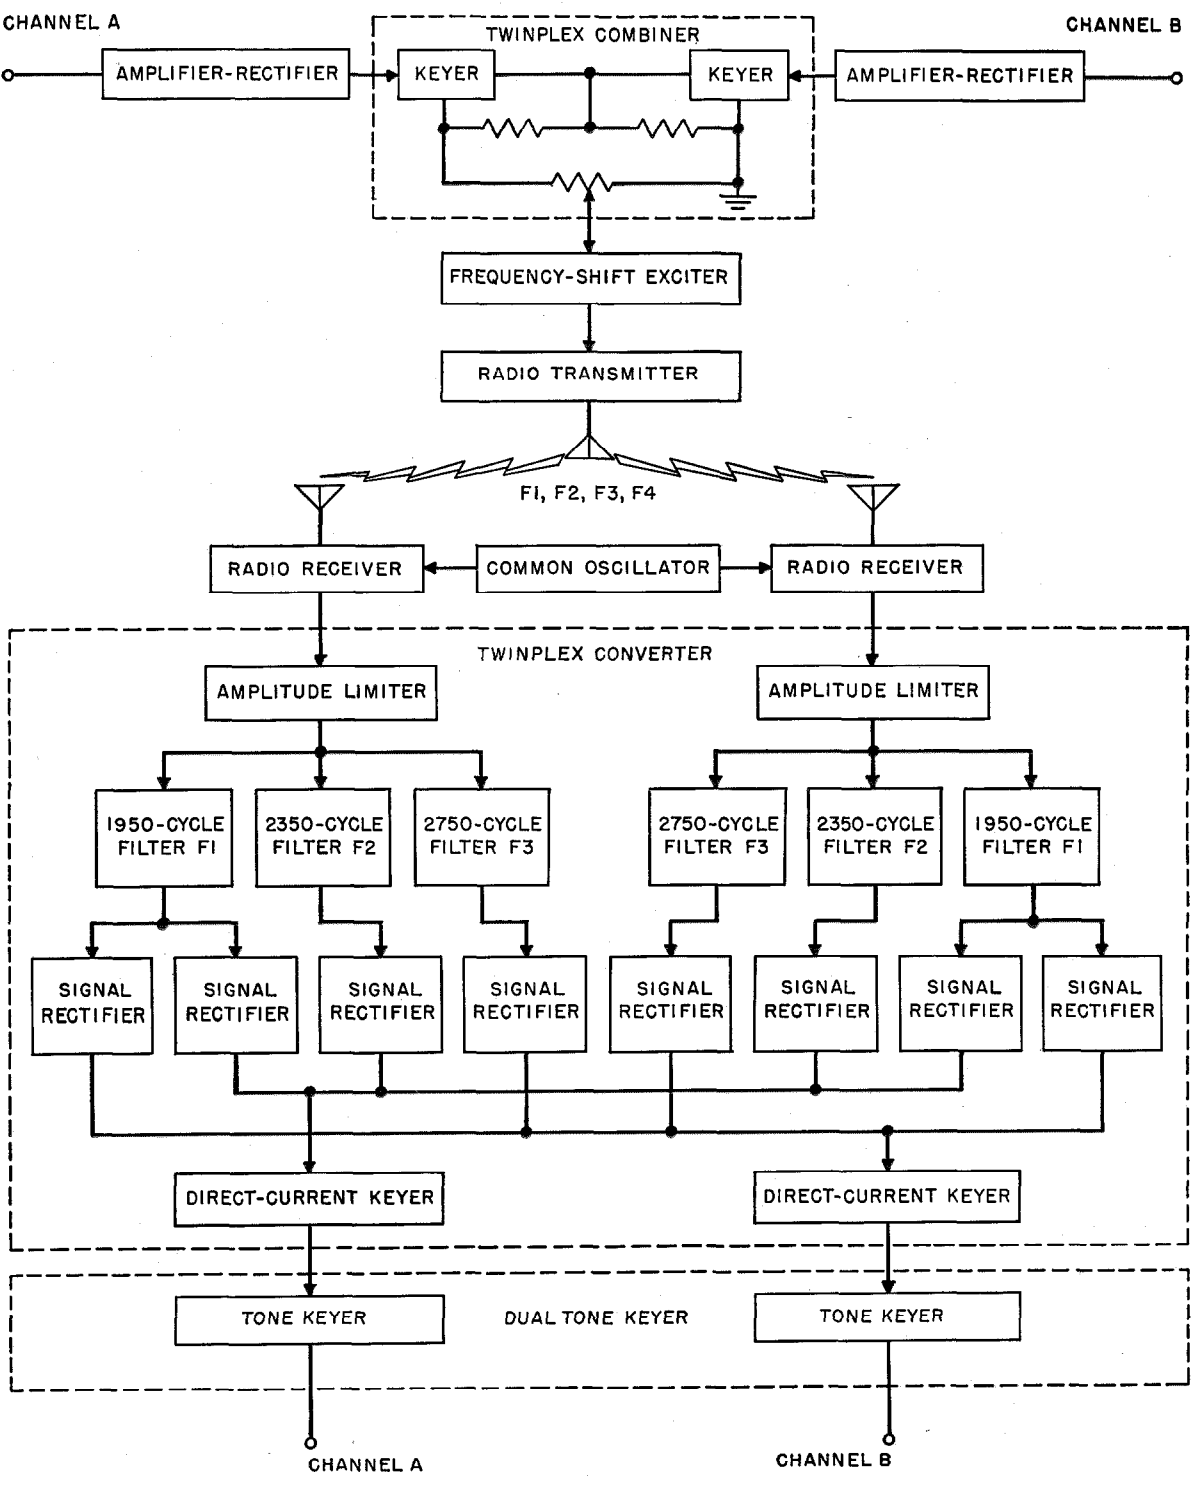 CHANNEL A
CHANNEL B
TWINPLEX COMBINER
AMPLIFIER-RECTIFIER
KEYER
KEYER
AMPLIFIER-RECTIFIER
FREQUENCY-SHIFT EXCITER
RADIO TRANSMITTER
F1, F2, F3, F4
RADIO RECEIVER
COMMON OSCILLATOR
RADIO RECEIVER
TWINPLEX CONVERTER
AMPLITUDE LIMITER
AMPLITUDE LIMITER
1950-CYCLE
FILTER F1
2350-CYCLE
FILTER F2
2750-CYCLE
FILTER F3
2750-CYCLE
FILTER F3
2350-CYCLE
FILTER F2
1950-CYCLE
FILTER F1
SIGNAL
RECTIFIER
SIGNAL
RECTIFIER
SIGNAL
RECTIFIER
SIGNAL
RECTIFIER
SIGNAL
RECTIFIER
SIGNAL
RECTIFIER
SIGNAL
RECTIFIER
SIGNAL
RECTIFIER
DIRECT-CURRENT KEYER
DIRECT-CURRENT KEYER
TONE KEYER
DUAL TONE KEYER
TONE KEYER
CHANNEL A
CHANNEL B